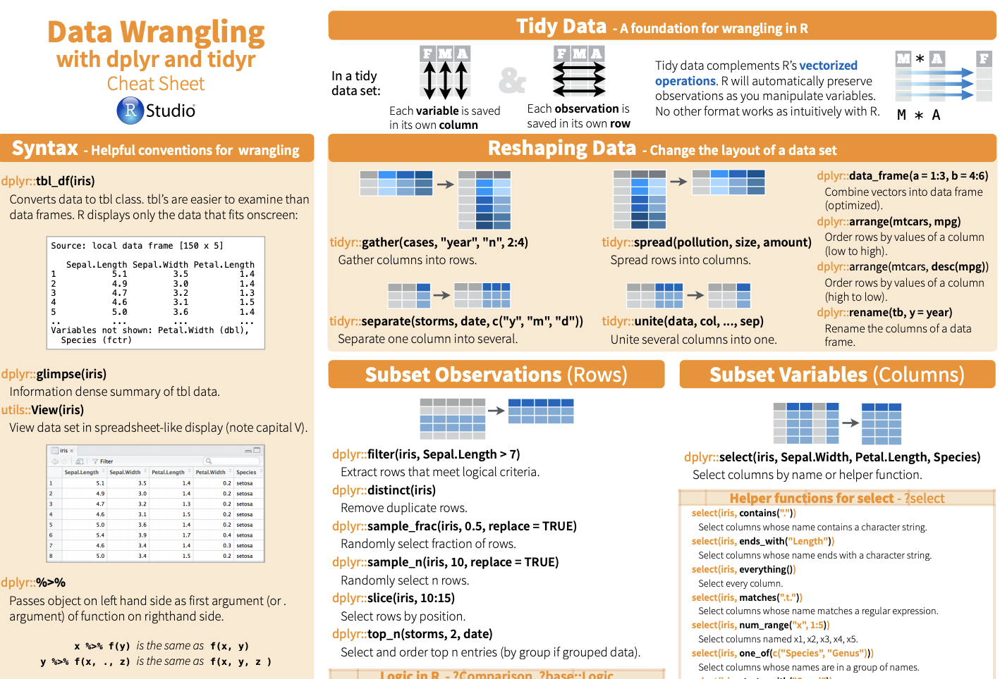 Data Wrangling
with dplyr and tidyr
Cheat Sheet
R Studio
Syntax - Helpful conventions for wrangling
dplyr::tbl_df(iris)
Converts data to tbl class. tbl's are easier to examine than
data frames. R displays only the data that fits onscreen:
Source: local data frame [150 x 5]
Sepal.Length Sepal.Width Petal.Length
1 5.1 3.5 1.4
2 4.9 3.0 1.4
3 4.7 3.2 1.3
4 4.6 3.1 1.5
5 5.0 3.6 1.4
.. ... ... ...
Variables not shown: Petal.Width (dbl),
Species (fctr)
dplyr::glimpse(iris)
Information dense summary of tbl data.
utils::View(iris)
View data set in spreadsheet-like display (note capital V).
iris ×
Filter
Sepal.Length Sepal.Width Petal.Length Petal.Width Species
1 5.1 3.5 1.4 0.2 setosa
2 4.9 3.0 1.4 0.2 setosa
3 4.7 3.2 1.3 0.2 setosa
4 4.6 3.1 1.5 0.2 setosa
5 5.0 3.6 1.4 0.2 setosa
6 5.4 3.9 1.7 0.4 setosa
7 4.6 3.4 1.4 0.3 setosa
8 5.0 3.4 1.5 0.2 setosa
dplyr::%>%
Passes object on left hand side as first argument (or .
argument) of function on righthand side.
x %>% f(y) is the same as f(x, y)
y %>% f(x, ., z) is the same as f(x, y, z )
Tidy Data - A foundation for wrangling in R
In a tidy
data set:
F M A
Each variable is saved
in its own column
&
F M A
Each observation is
saved in its own row
Tidy data complements R's vectorized
operations. R will automatically preserve
observations as you manipulate variables.
No other format works as intuitively with R.
M * A F
M * A
Reshaping Data - Change the layout of a data set
tidyr::gather(cases, "year", "n", 2:4)
Gather columns into rows.
tidyr::spread(pollution, size, amount)
Spread rows into columns.
tidyr::separate(storms, date, c("y", "m", "d"))
Separate one column into several.
tidyr::unite(data, col, ..., sep)
Unite several columns into one.
dplyr::data_frame(a = 1:3, b = 4:6)
Combine vectors into data frame
(optimized).
dplyr::arrange(mtcars, mpg)
Order rows by values of a column
(low to high).
dplyr::arrange(mtcars, desc(mpg))
Order rows by values of a column
(high to low).
dplyr::rename(tb, y = year)
Rename the columns of a data
frame.
Subset Observations (Rows)
dplyr::filter(iris, Sepal.Length > 7)
Extract rows that meet logical criteria.
dplyr::distinct(iris)
Remove duplicate rows.
dplyr::sample_frac(iris, 0.5, replace = TRUE)
Randomly select fraction of rows.
dplyr::sample_n(iris, 10, replace = TRUE)
Randomly select n rows.
dplyr::slice(iris, 10:15)
Select rows by position.
dplyr::top_n(storms, 2, date)
Select and order top n entries (by group if grouped data).
Logic in R - ?Comparison, ?base::Logic
Subset Variables (Columns)
dplyr::select(iris, Sepal.Width, Petal.Length, Species)
Select columns by name or helper function.
Helper functions for select - ?select
select(iris, contains("."))
Select columns whose name contains a character string.
select(iris, ends_with("Length"))
Select columns whose name ends with a character string.
select(iris, everything())
Select every column.
select(iris, matches(".t."))
Select columns whose name matches a regular expression.
select(iris, num_range("x", 1:5))
Select columns named x1, x2, x3, x4, x5.
select(iris, one_of(c("Species", "Genus")))
Select columns whose names are in a group of names.